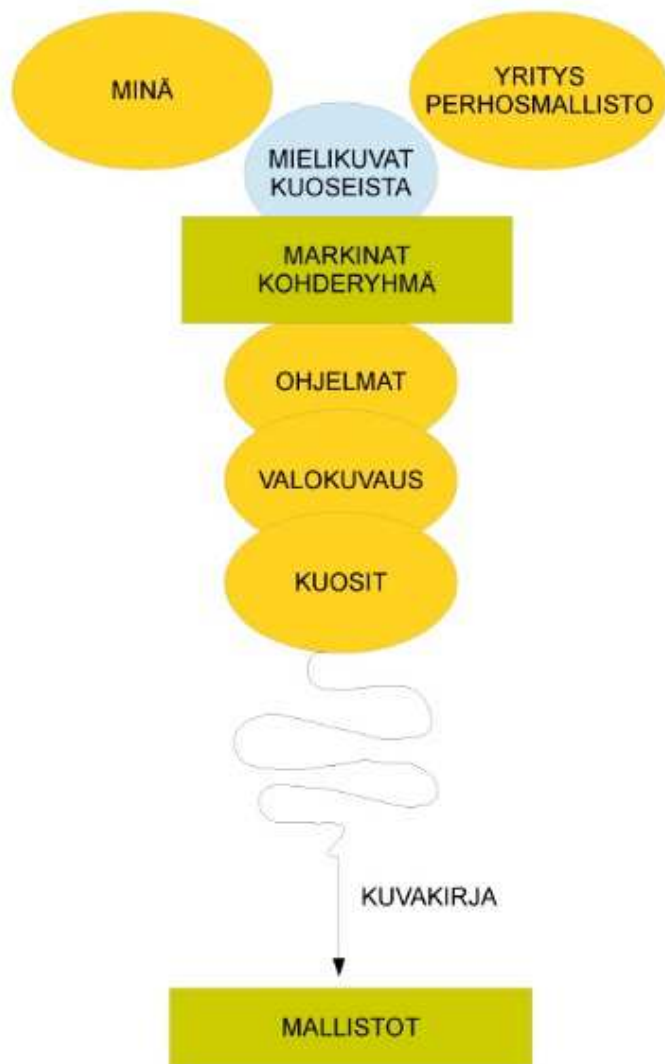 MINÄ
YRITYS
PERHOSMALLISTO
MIELIKUVAT
KUOSEISTA
MARKINAT
KOHDERYHMÄ
OHJELMAT
VALOKUVAUS
KUOSIT
KUVAKIRJA
MALLISTOT